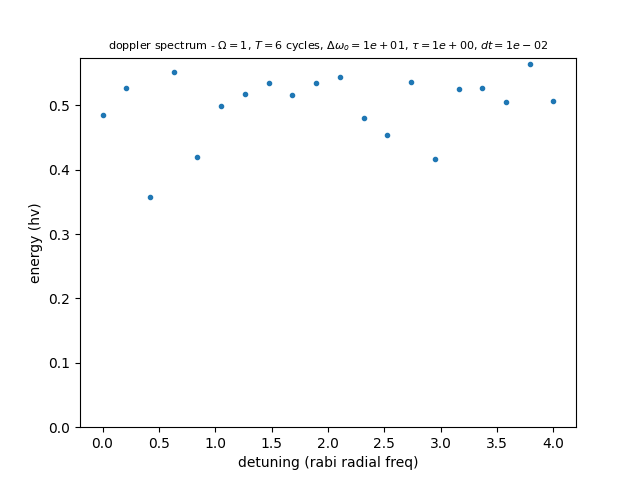 doppler spectrum - Ω = 1, T = 6 cycles, Δω₀ = 1e + 01, τ = 1e + 00, dt = 1e − 02
energy (hv)
0.5
0.4
0.3
0.2
0.1
0.0
0.0 0.5 1.0 1.5 2.0 2.5 3.0 3.5 4.0
detuning (rabi radial freq)